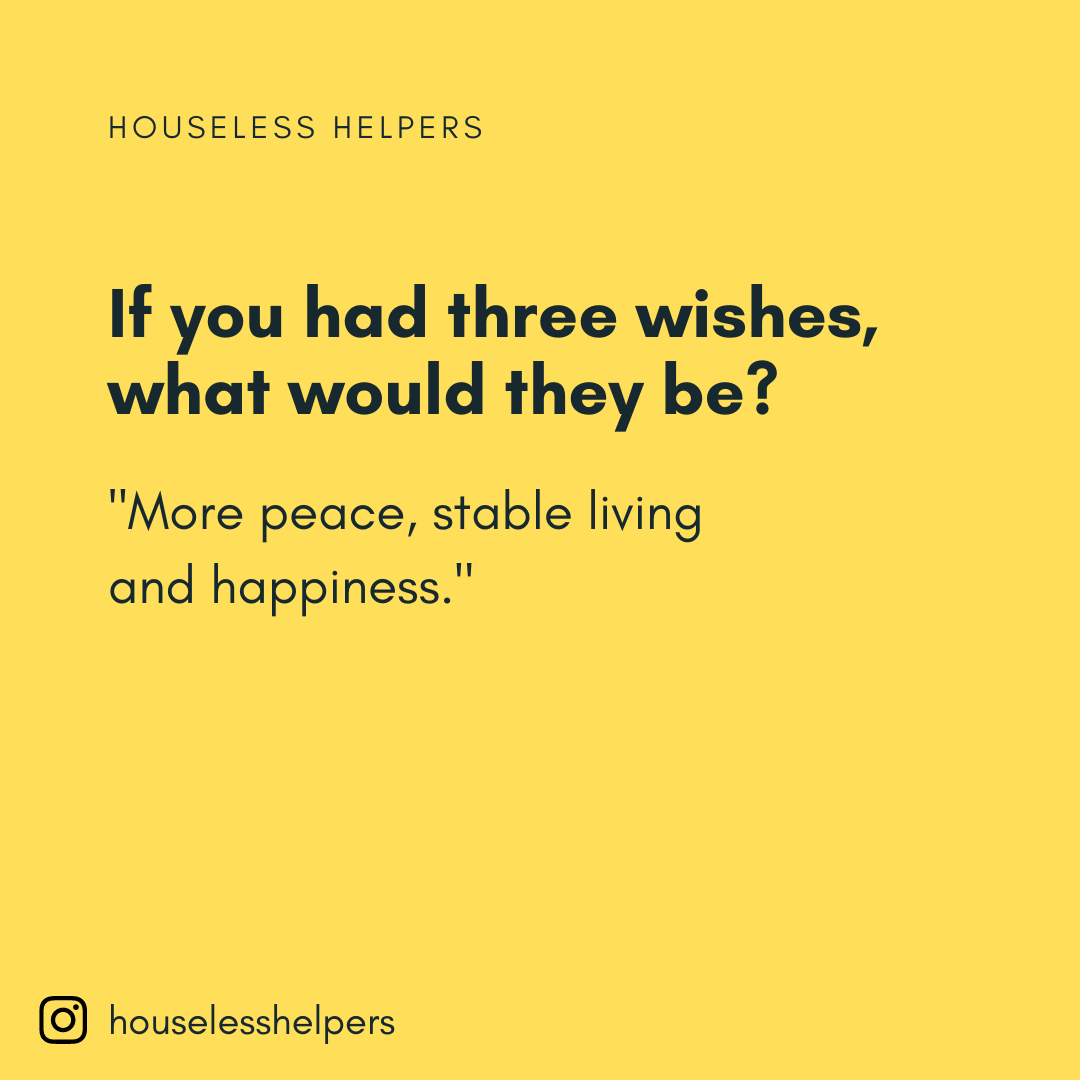 HOUSELESS HELPERS
If you had three wishes,
what would they be?
"More peace, stable living
and happiness."
houselesshelpers